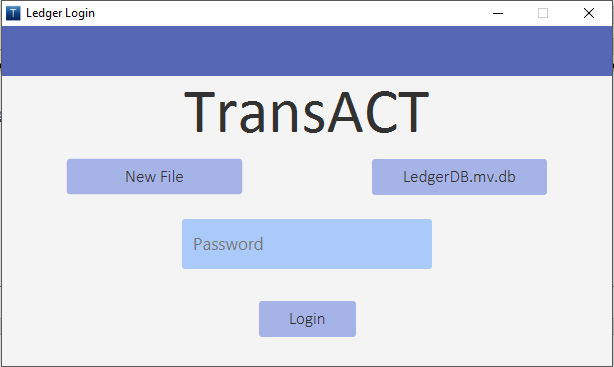 T Ledger Login
TransACT
New File
LedgerDB.mv.db
Password
Login